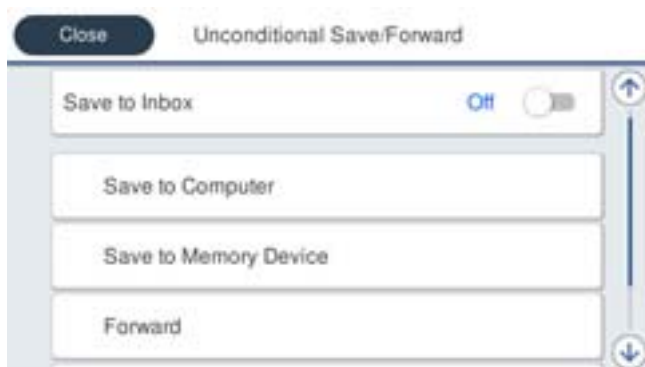 Close Unconditional Save/Forward
Save to Inbox Off
Save to Computer
Save to Memory Device
Forward